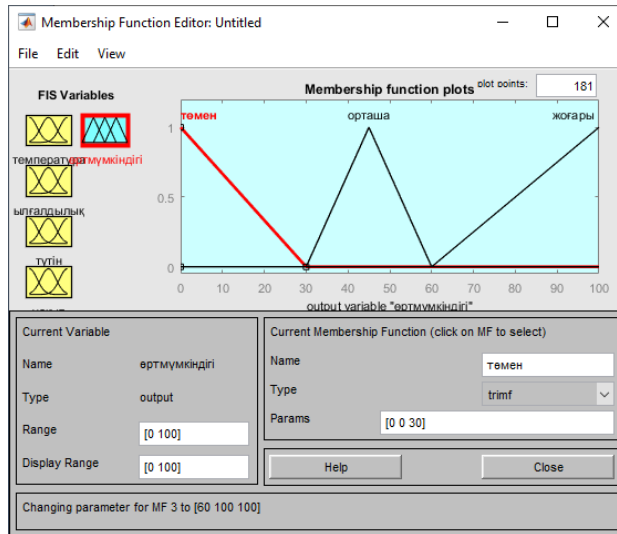 Membership Function Editor: Untitled
File Edit View
FIS Variables
Membership function plots
plot points:
181
температура
өртмүмкіндігі
ылғалдылық
түтін
төмен
орташа
жоғары
1
0.5
0
0 10 20 30 40 50 60 70 80 90 100
output variable "өртмүмкіндігі"
Current Variable
Name өртмүмкіндігі
Type output
Range [0 100]
Display Range [0 100]
Current Membership Function (click on MF to select)
Name төмен
Type trimf
Params [0 0 30]
Help Close
Changing parameter for MF 3 to [60 100 100]